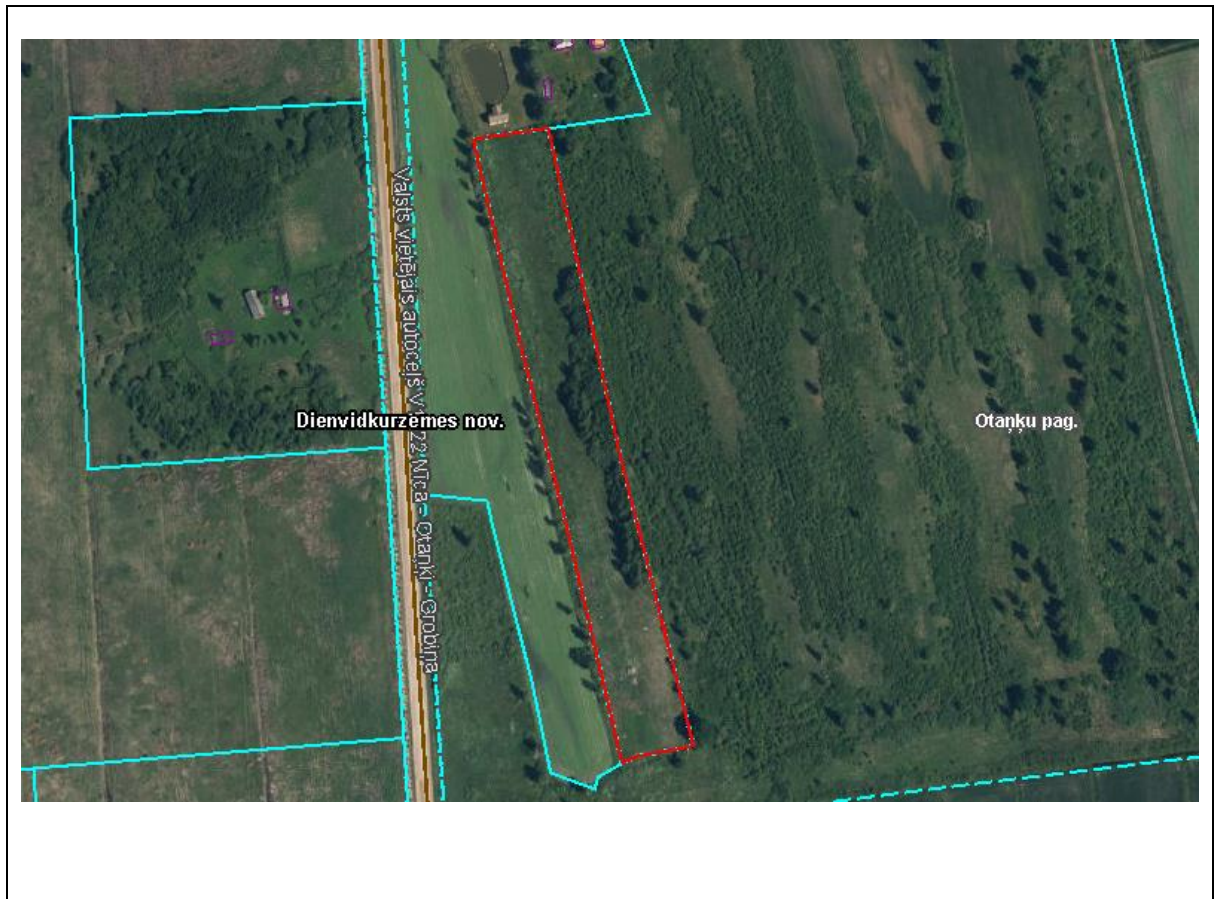 Valsts vietējais autoceļš V1222 Nīca - Otaņķi - Grobiņa
Dienvidkurzemes nov.
Otaņķu pag.